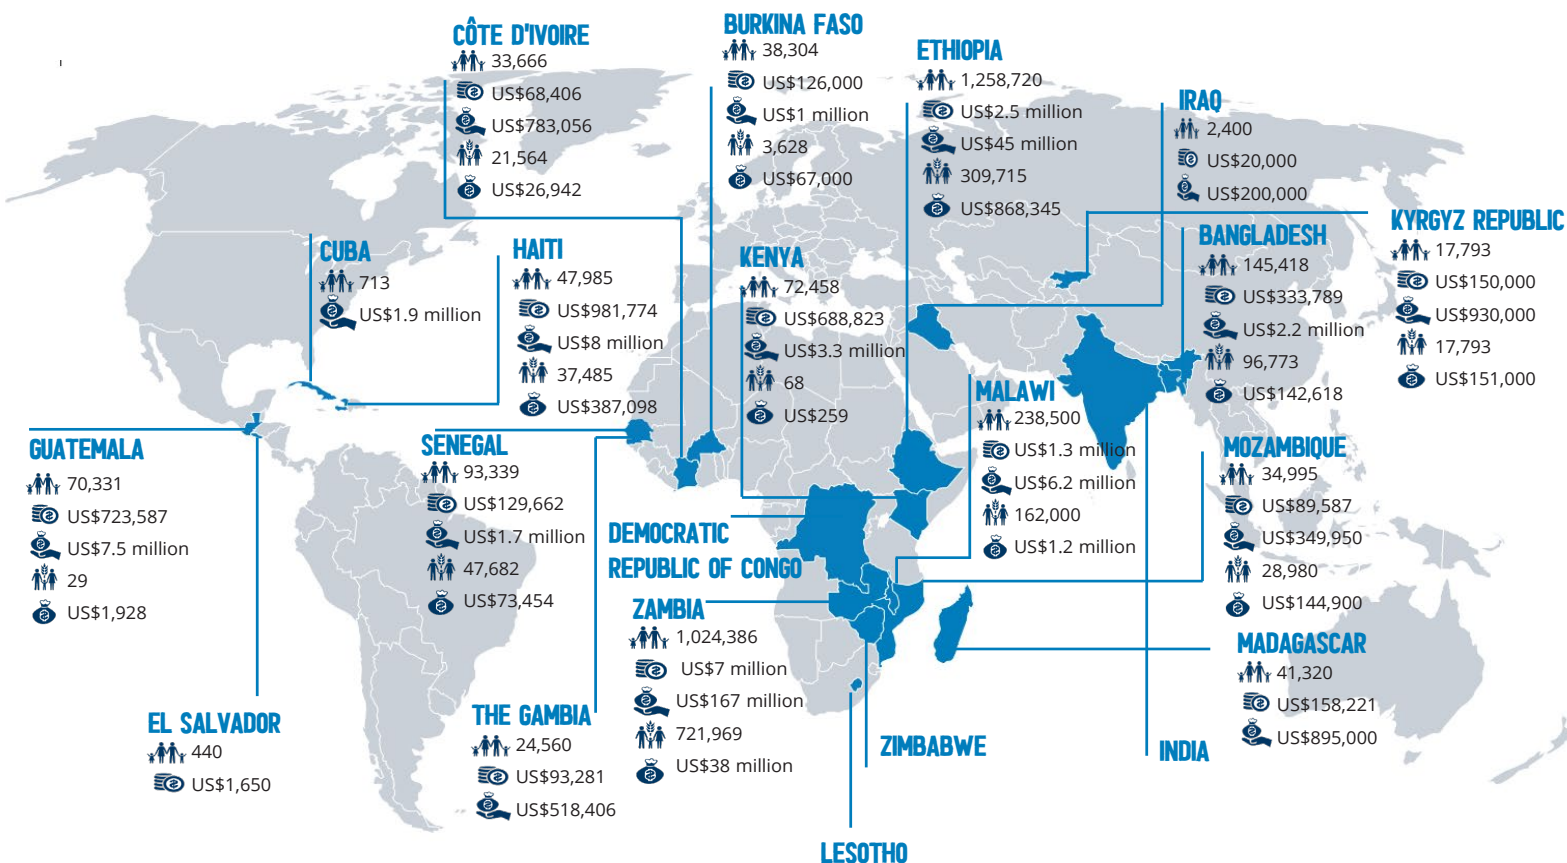 CÔTE D'IVOIRE
33,666
US$68,406
US$783,056
21,564
US$26,942
BURKINA FASO
38,304
US$126,000
US$1 million
3,628
US$67,000
ETHIOPIA
1,258,720
US$2.5 million
US$45 million
309,715
US$868,345
IRAQ
2,400
US$20,000
US$200,000
KYRGYZ REPUBLIC
17,793
US$150,000
US$930,000
17,793
US$151,000
CUBA
713
US$1.9 million
HAITI
47,985
US$981,774
US$8 million
37,485
US$387,098
KENYA
72,458
US$688,823
US$3.3 million
68
US$259
BANGLADESH
145,418
US$333,789
US$2.2 million
96,773
US$142,618
MALAWI
238,500
US$1.3 million
US$6.2 million
162,000
US$1.2 million
GUATEMALA
70,331
US$723,587
US$7.5 million
29
US$1,928
SENEGAL
93,339
US$129,662
US$1.7 million
47,682
US$73,454
MOZAMBIQUE
34,995
US$89,587
US$349,950
28,980
US$144,900
DEMOCRATIC
REPUBLIC OF CONGO
ZAMBIA
1,024,386
US$7 million
US$167 million
721,969
US$38 million
MADAGASCAR
41,320
US$158,221
US$895,000
EL SALVADOR
440
US$1,650
THE GAMBIA
24,560
US$93,281
US$518,406
ZIMBABWE
INDIA
LESOTHO